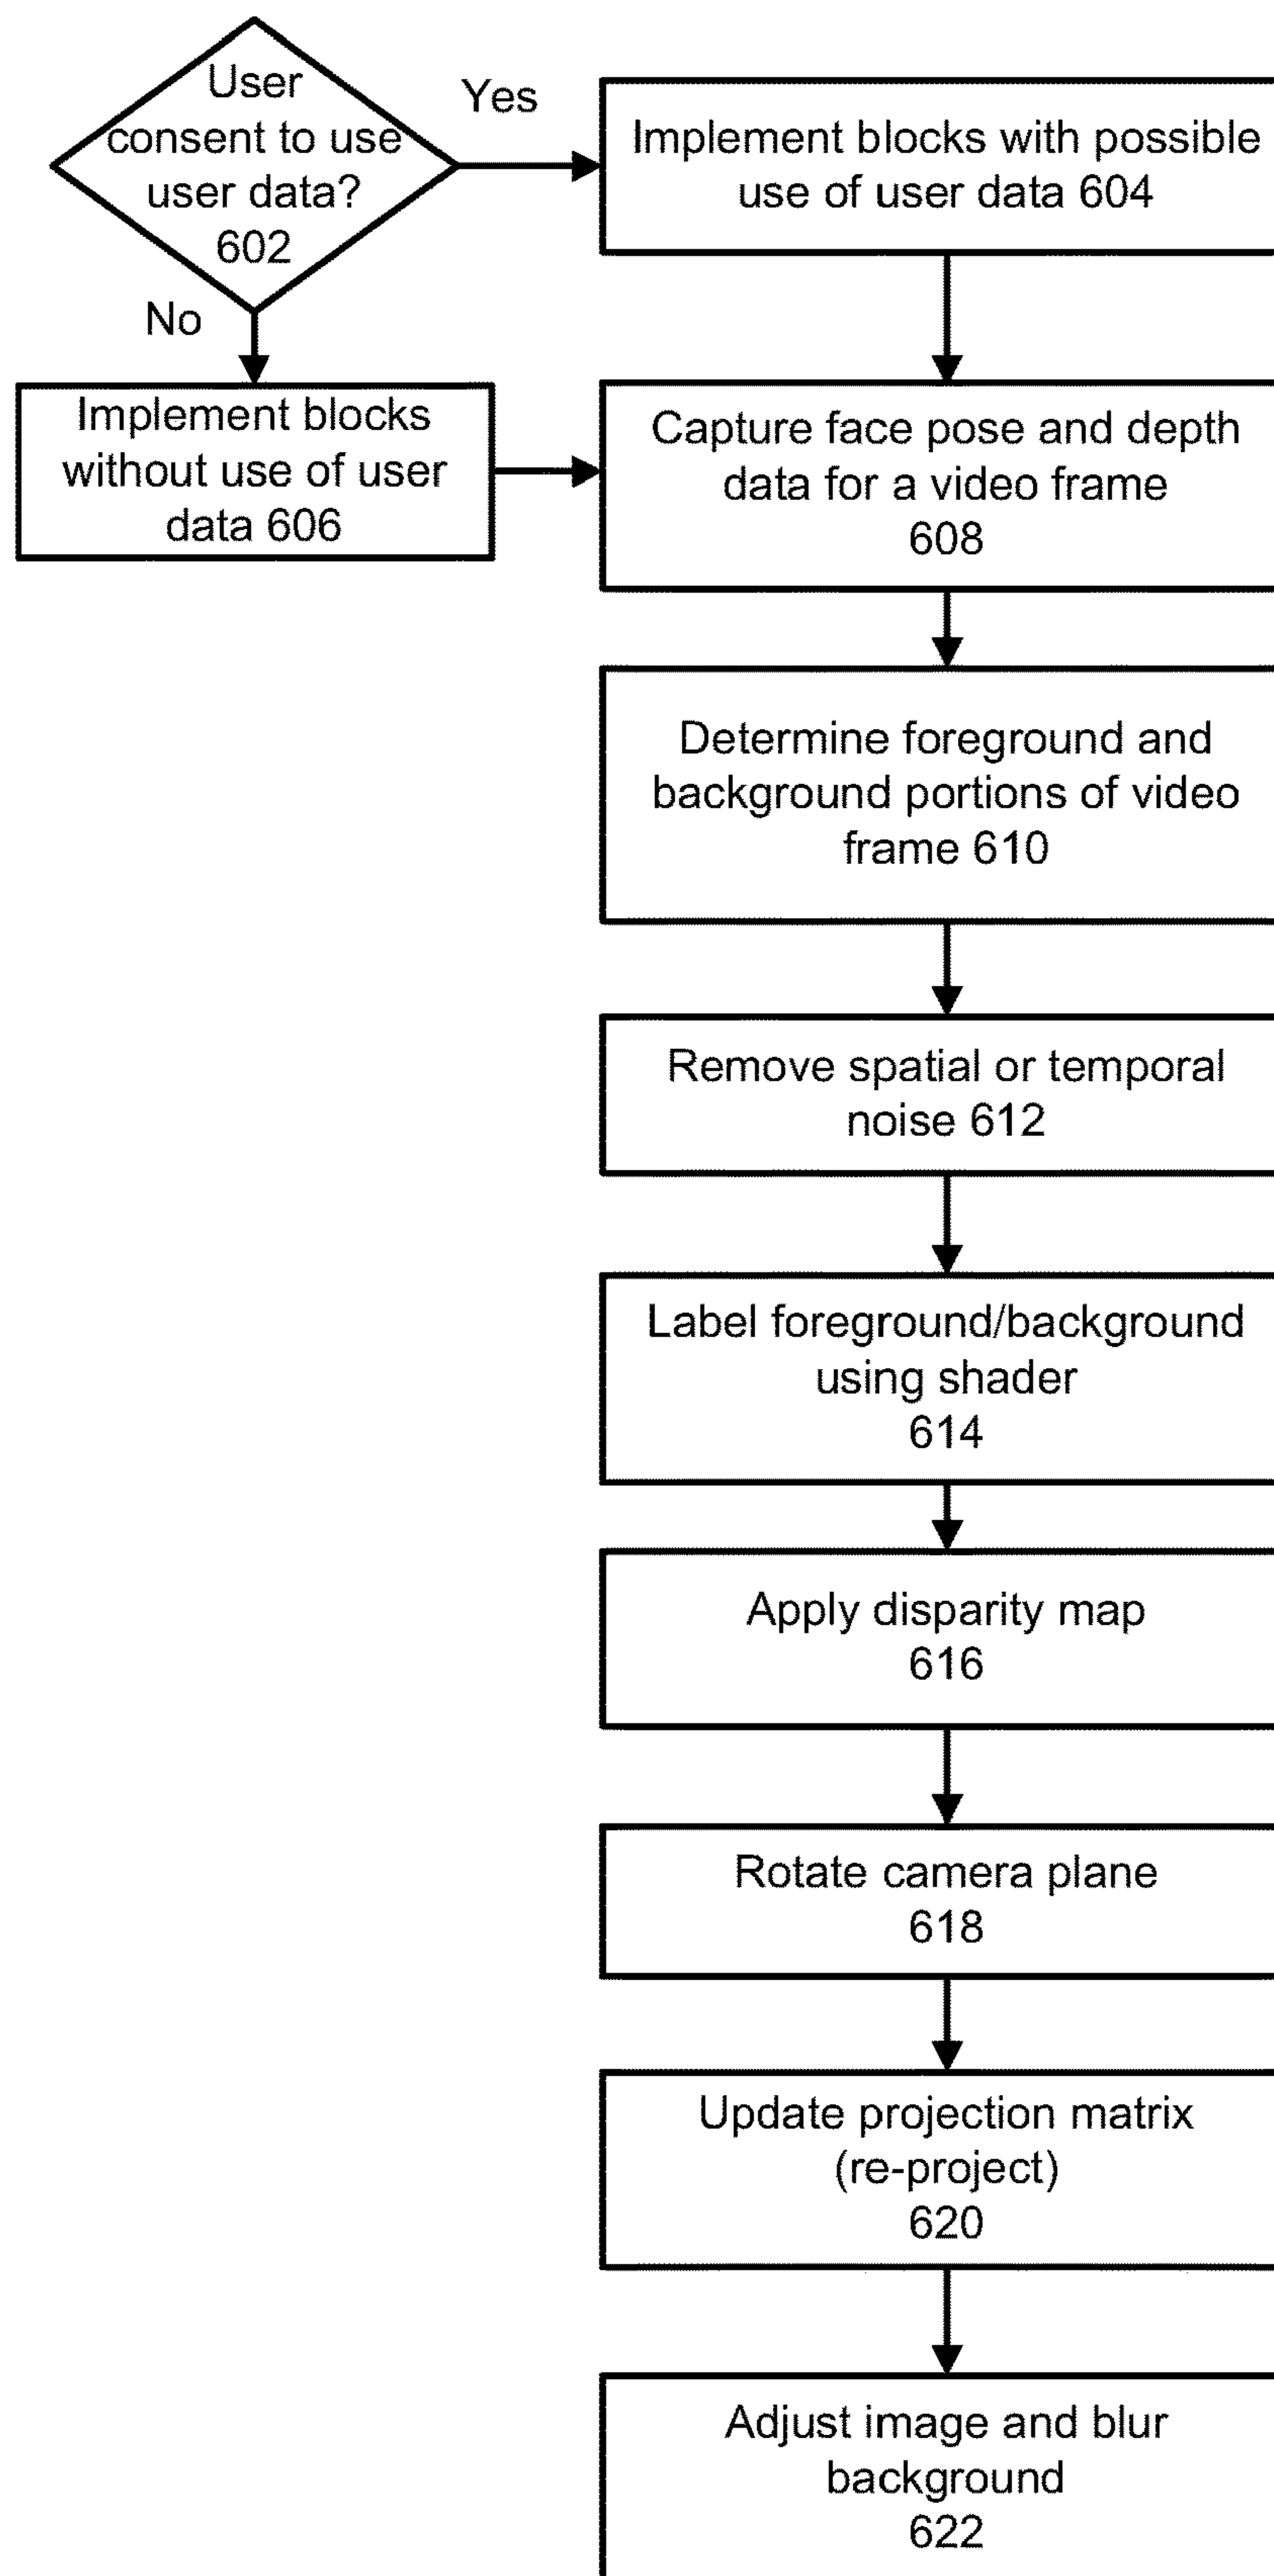 User
consent to use
user data?
602
Yes
Implement blocks with possible
use of user data 604
No
Implement blocks
without use of user
data 606
Capture face pose and depth
data for a video frame
608
Determine foreground and
background portions of video
frame 610
Remove spatial or temporal
noise 612
Label foreground/background
using shader
614
Apply disparity map
616
Rotate camera plane
618
Update projection matrix
(re-project)
620
Adjust image and blur
background
622